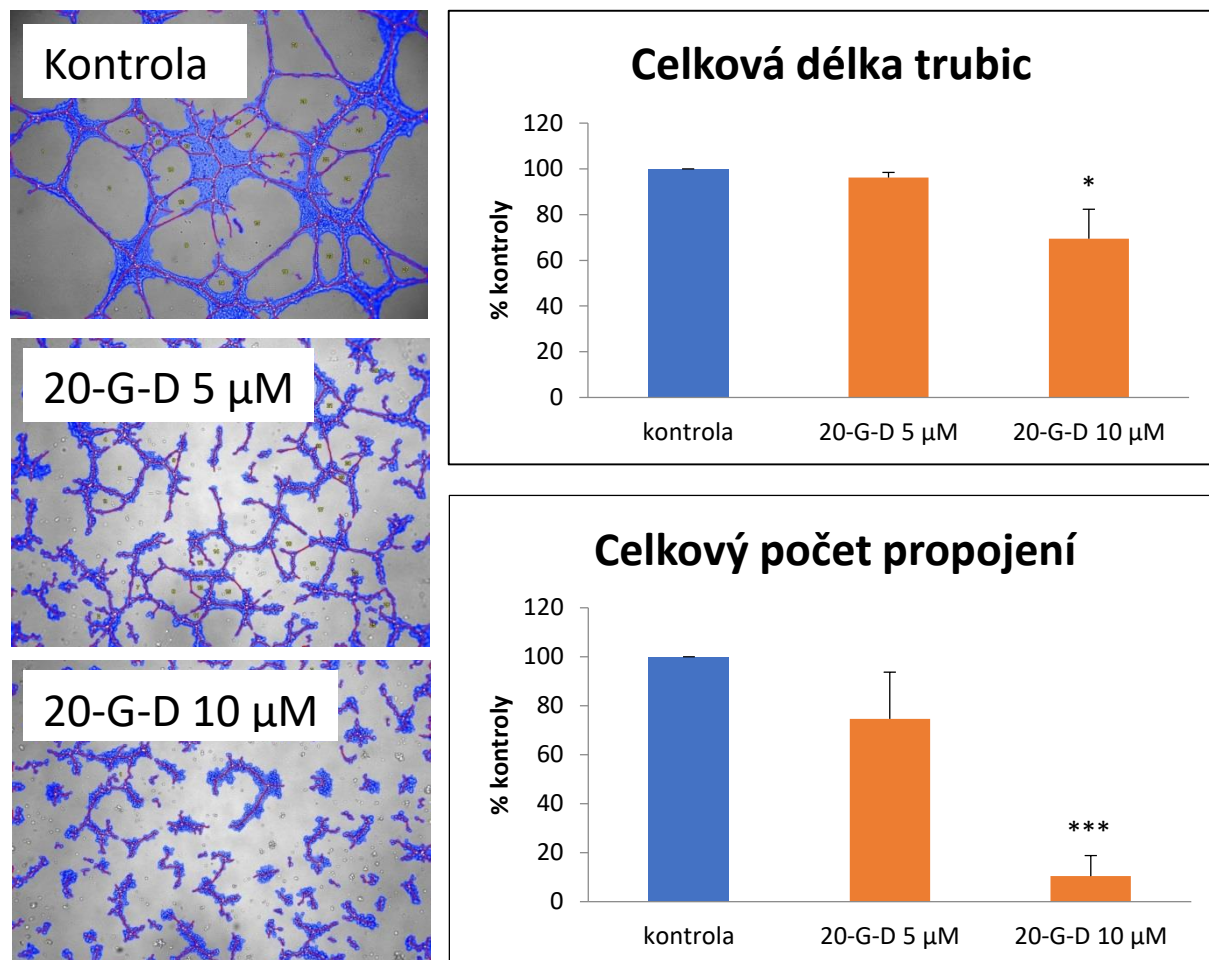 Kontrola
20-G-D 5 µM
20-G-D 10 µM
Celková délka trubic
% kontroly
120
100
80
60
40
20
0
*
kontrola
20-G-D 5 µM
20-G-D 10 µM
Celkový počet propojení
% kontroly
120
100
80
60
40
20
0
***
kontrola
20-G-D 5 µM
20-G-D 10 µM